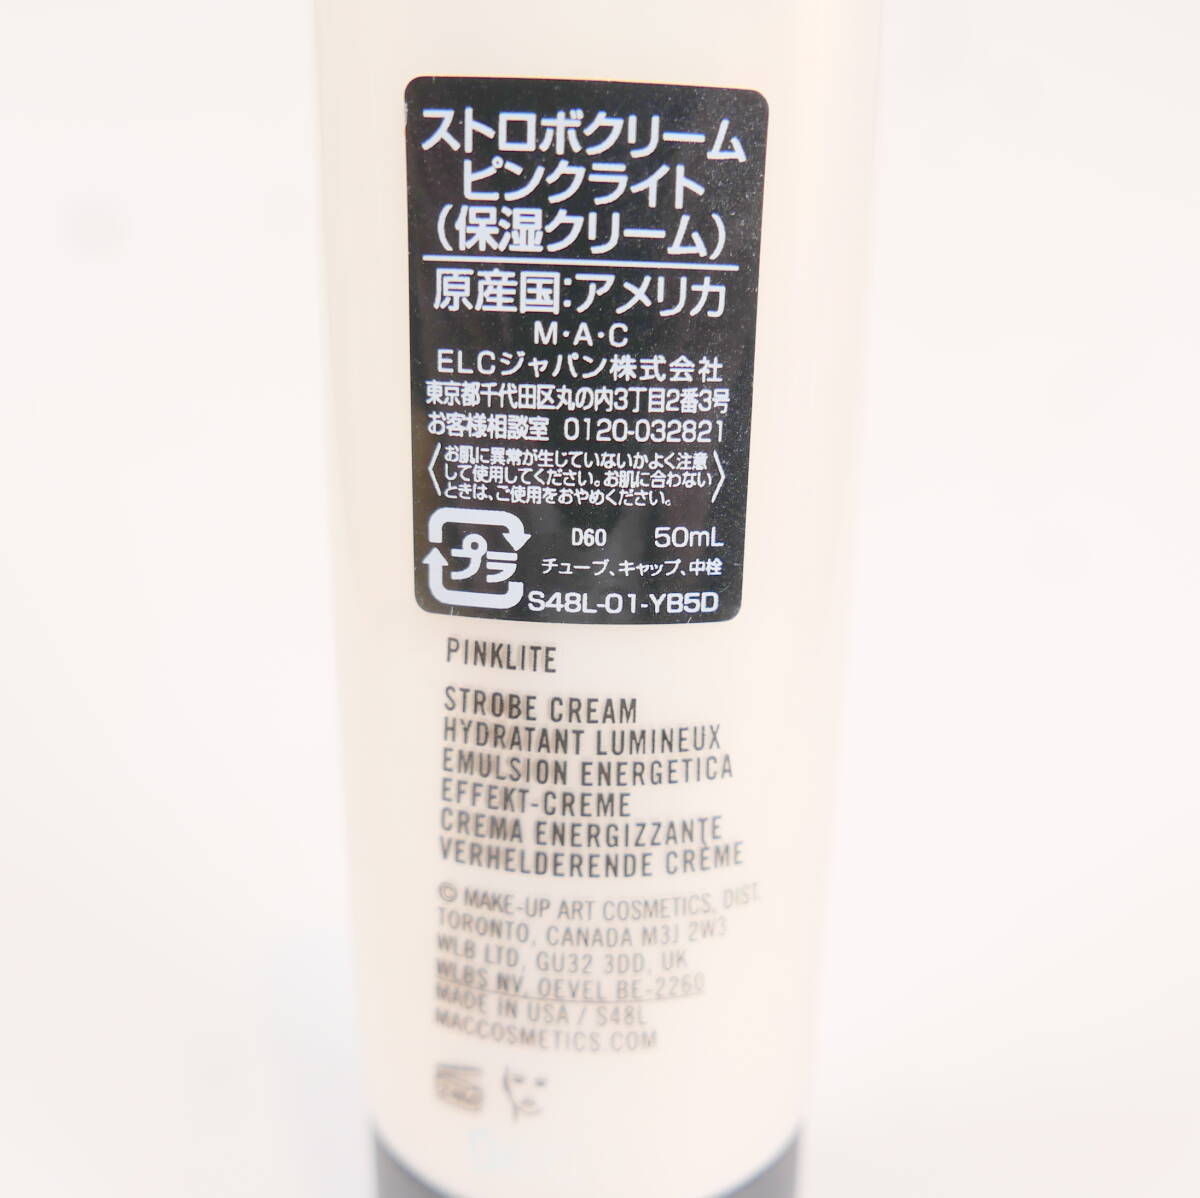 ストロボクリーム
ピンクライト
(保湿クリーム)
原産国:アメリカ
M・A・C
ELCジャパン株式会社
東京都千代田区丸の内3丁目2番3号
お客様相談室 0120-032821
お肌に異常が生じていないかよく注意
して使用してください。お肌に合わない
ときは、ご使用をおやめください。
プラ
D60 50mL
チューブ、キャップ、中栓
S48L-01-YB5D
PINKLITE
STROBE CREAM
HYDRATANT LUMINEUX
EMULSION ENERGETICA
EFFEKT-CREME
CREMA ENERGIZZANTE
VERHELDERENDE CRÈME
© MAKE-UP ART COSMETICS, DIST.
TORONTO, CANADA M3J 2W3
WLB LTD, GU32 3DD, UK
WLBS NV, OEVEL BE-2260
MADE IN USA / S48L
MACCOSMETICS.COM